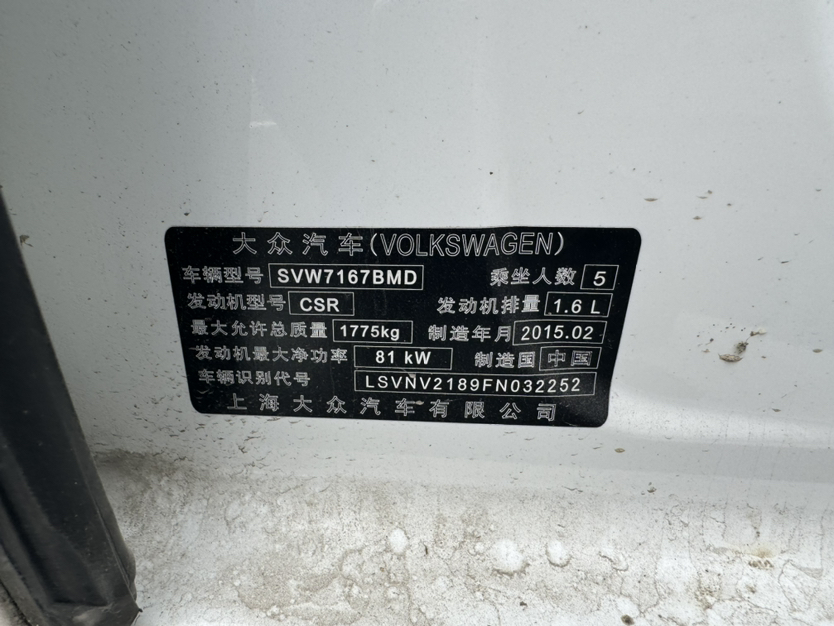 大众汽车(VOLKSWAGEN)
车辆型号 SVW7167BMD 乘坐人数 5
发动机型号 CSR 发动机排量 1.6 L
最大允许总质量 1775kg 制造年月 2015.02
发动机最大净功率 81 kW 制造国 中国
车辆识别代号 LSVNV2189FN032252
上海大众汽车有限公司